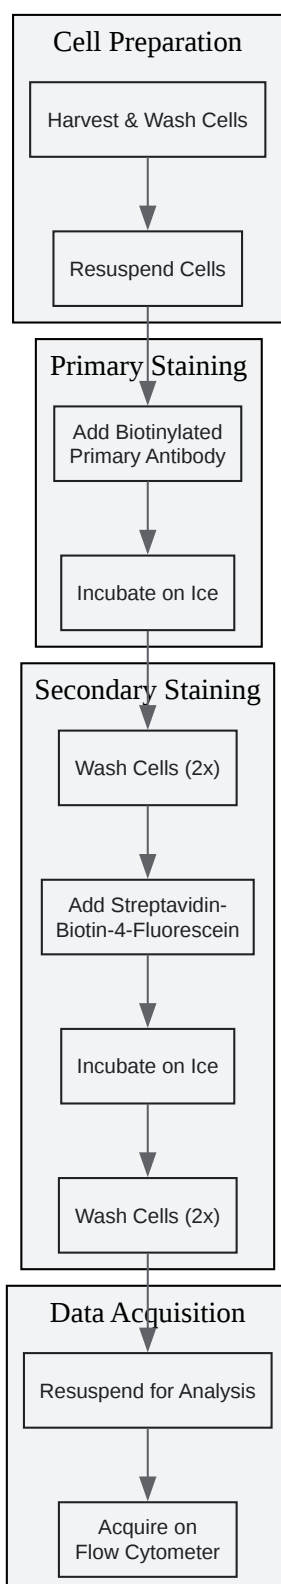 Cell Preparation
Harvest & Wash Cells
Resuspend Cells
Primary Staining
Add Biotinylated
Primary Antibody
Incubate on Ice
Secondary Staining
Wash Cells (2x)
Add Streptavidin-
Biotin-4-Fluorescein
Incubate on Ice
Wash Cells (2x)
Data Acquisition
Resuspend for Analysis
Acquire on
Flow Cytometer